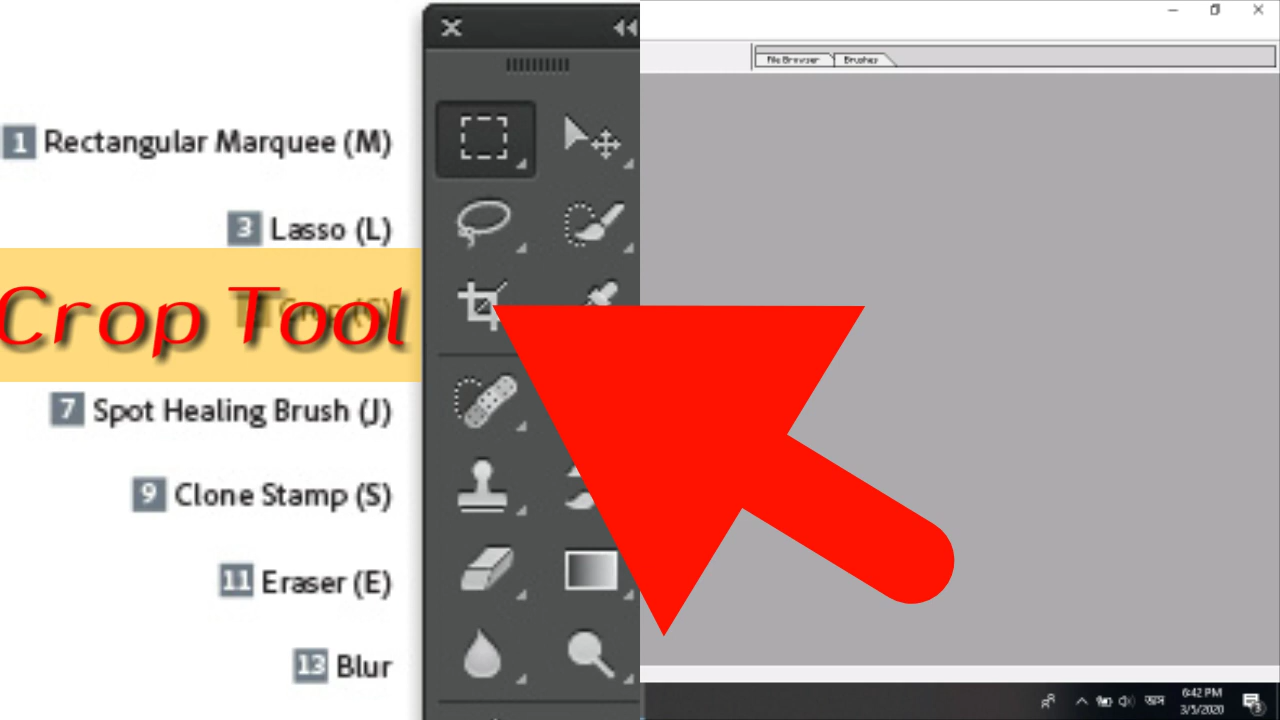 File Browser Brushes
1 Rectangular Marquee (M)
3 Lasso (L)
Crop Tool
7 Spot Healing Brush (J)
9 Clone Stamp (S)
11 Eraser (E)
13 Blur
6:42 PM
3/5/2020
3